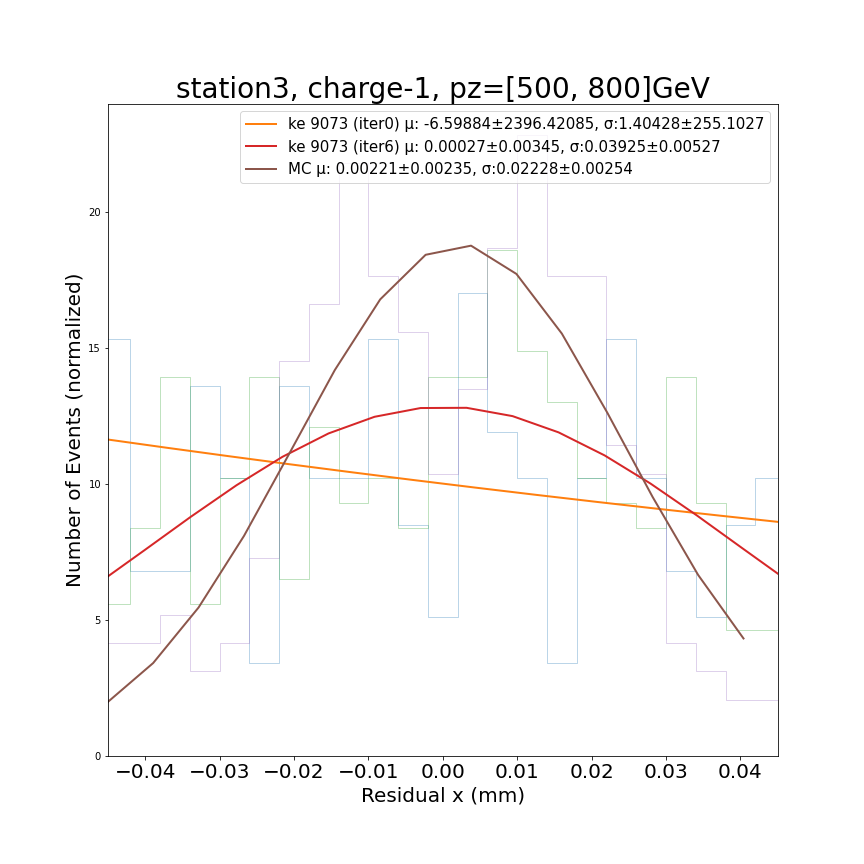 station3, charge-1, pz=[500, 800]GeV
ke 9073 (iter0) μ: -6.59884±2396.42085, σ:1.40428±255.1027
ke 9073 (iter6) μ: 0.00027±0.00345, σ:0.03925±0.00527
MC μ: 0.00221±0.00235, σ:0.02228±0.00254
Number of Events (normalized)
20
15
10
5
0
−0.04 −0.03 −0.02 −0.01 0.00 0.01 0.02 0.03 0.04
Residual x (mm)